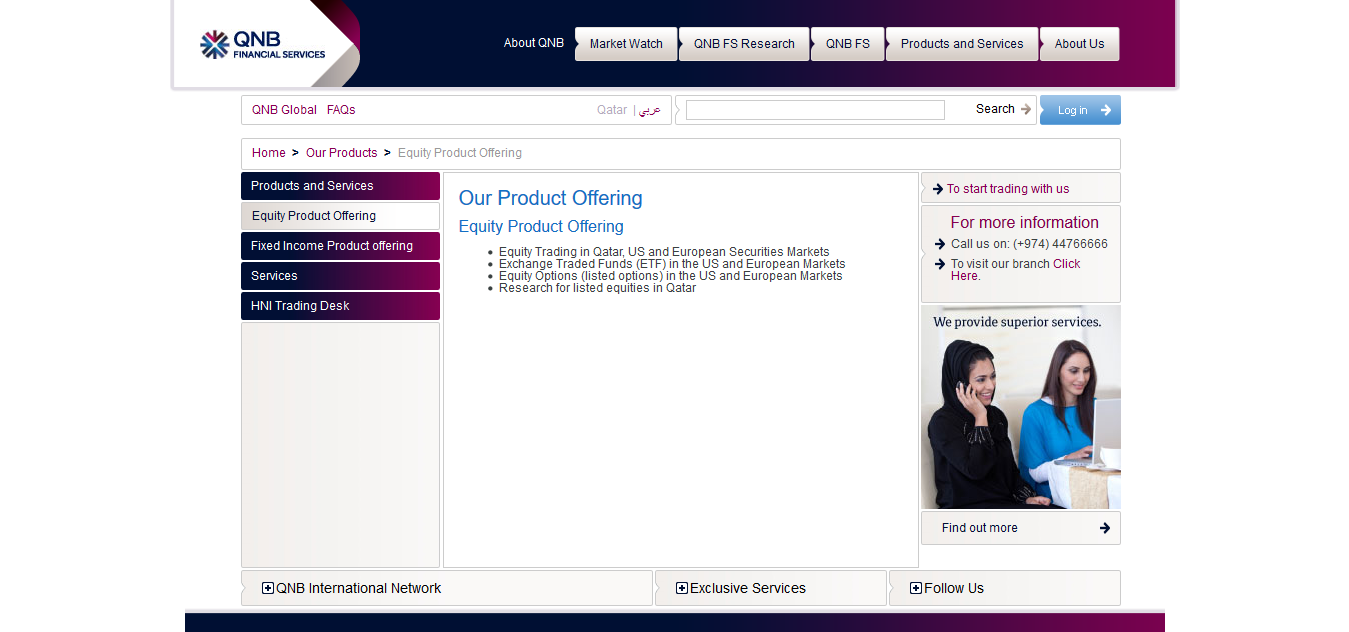 QNB
FINANCIAL SERVICES
About QNB
Market Watch
QNB FS Research
QNB FS
Products and Services
About Us
QNB Global FAQs
Qatar | عربي
Search
Log in
Home > Our Products > Equity Product Offering
Products and Services
Equity Product Offering
Fixed Income Product offering
Services
HNI Trading Desk
Our Product Offering
Equity Product Offering
Equity Trading in Qatar, US and European Securities Markets
Exchange Traded Funds (ETF) in the US and European Markets
Equity Options (listed options) in the US and European Markets
Research for listed equities in Qatar
To start trading with us
For more information
Call us on: (+974) 44766666
To visit our branch Click
Here.
We provide superior services.
Find out more
QNB International Network
Exclusive Services
Follow Us